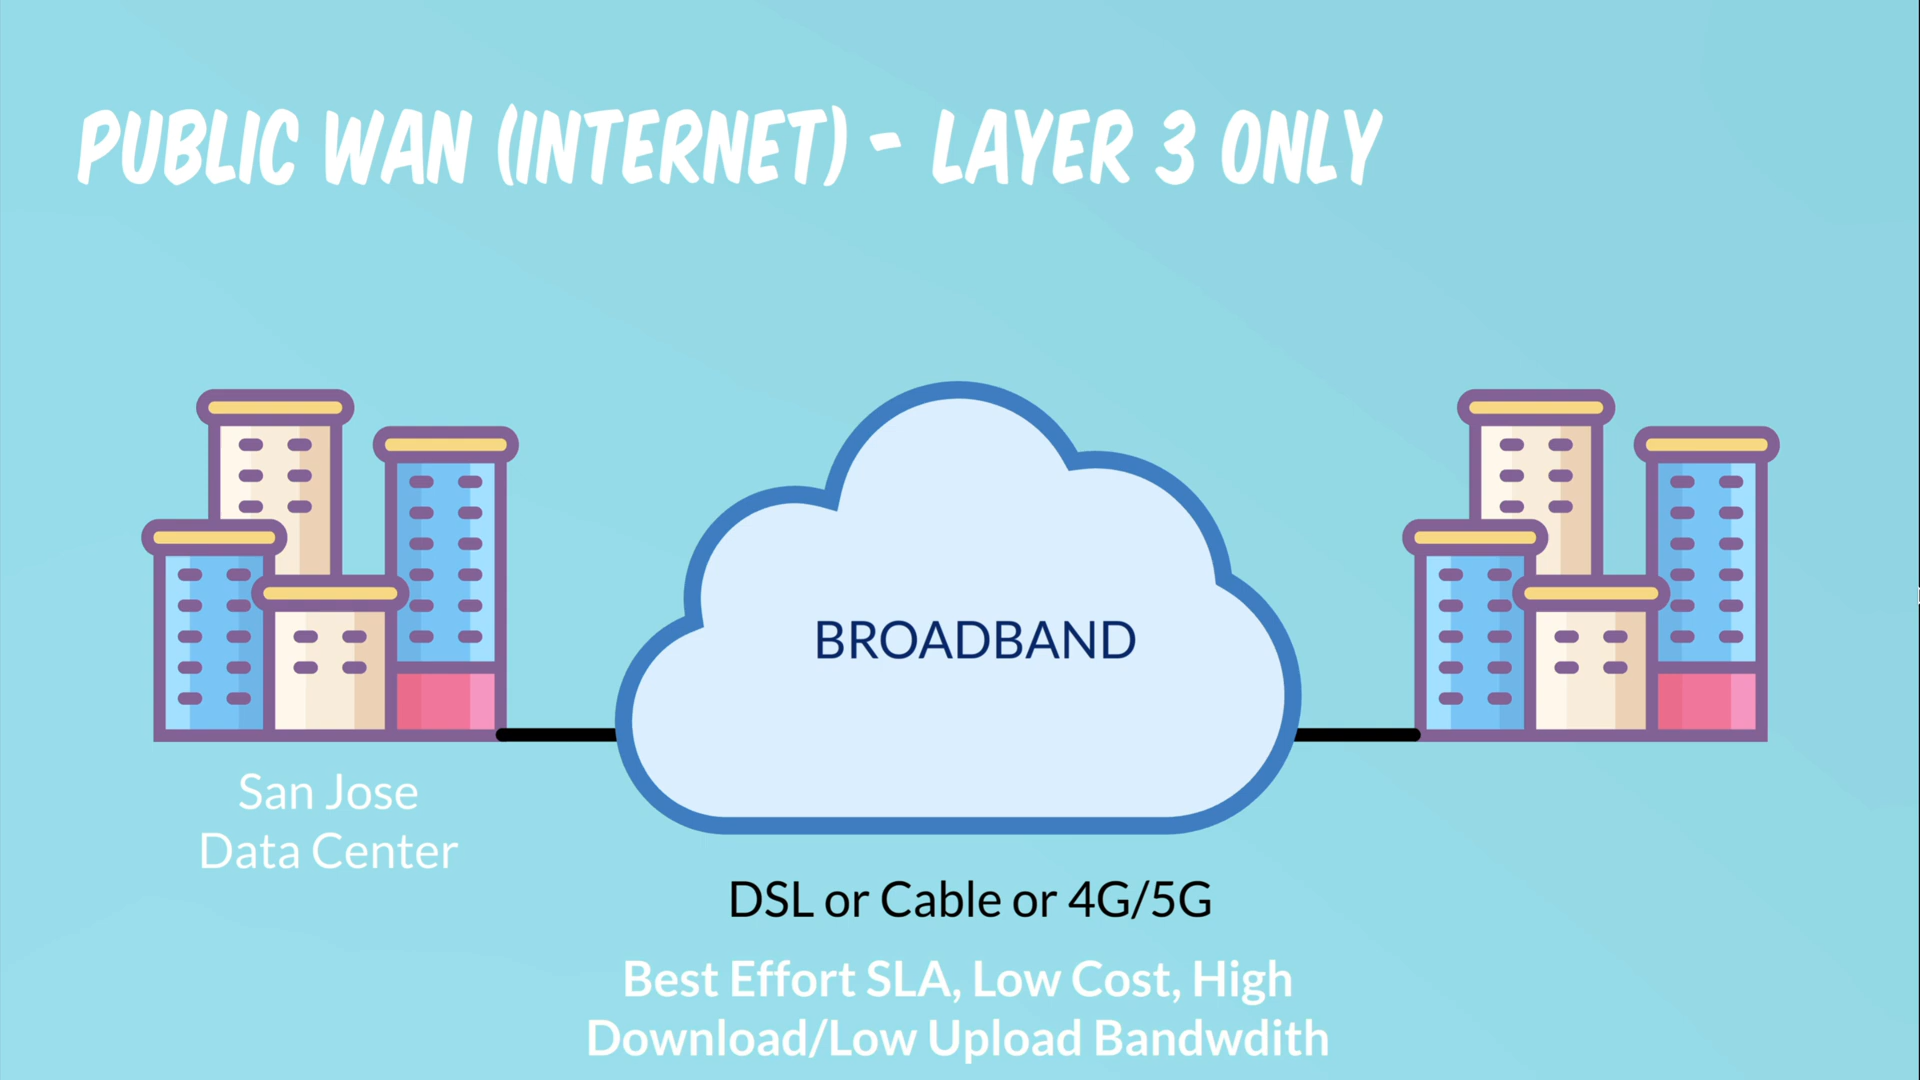 PUBLIC WAN (INTERNET) - LAYER 3 ONLY
BROADBAND
San Jose
Data Center
DSL or Cable or 4G/5G
Best Effort SLA, Low Cost, High
Download/Low Upload Bandwdith